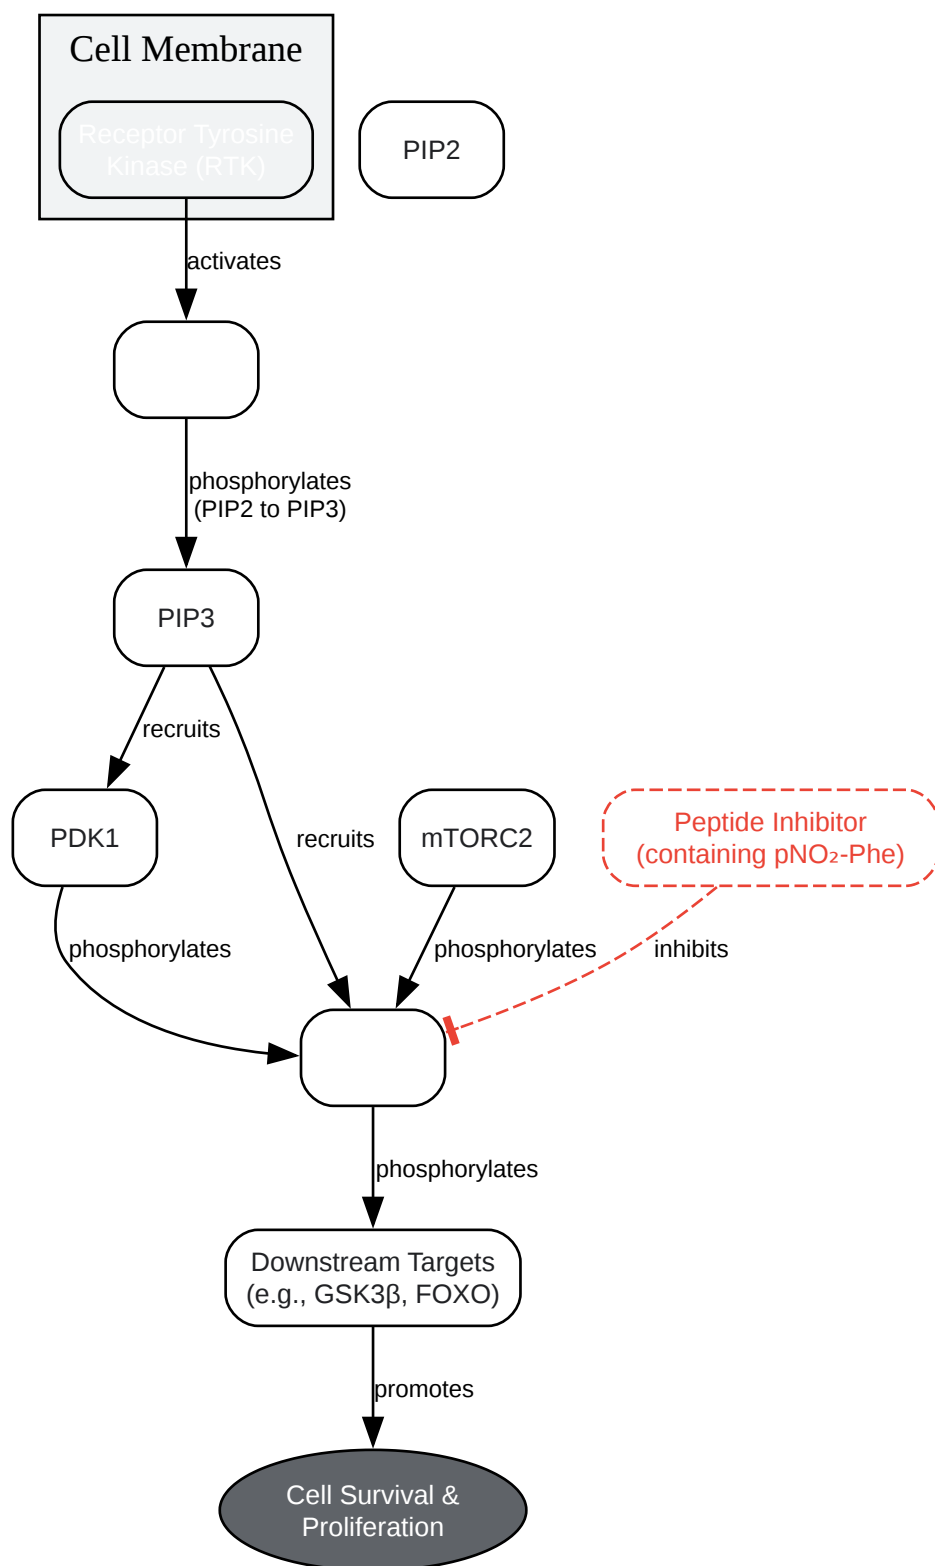 Cell Membrane
Receptor Tyrosine
Kinase (RTK)
PIP2
activates
phosphorylates
(PIP2 to PIP3)
PIP3
recruits
recruits
PDK1
mTORC2
Peptide Inhibitor
(containing pNO₂-Phe)
phosphorylates
phosphorylates
inhibits
phosphorylates
Downstream Targets
(e.g., GSK3β, FOXO)
promotes
Cell Survival &
Proliferation